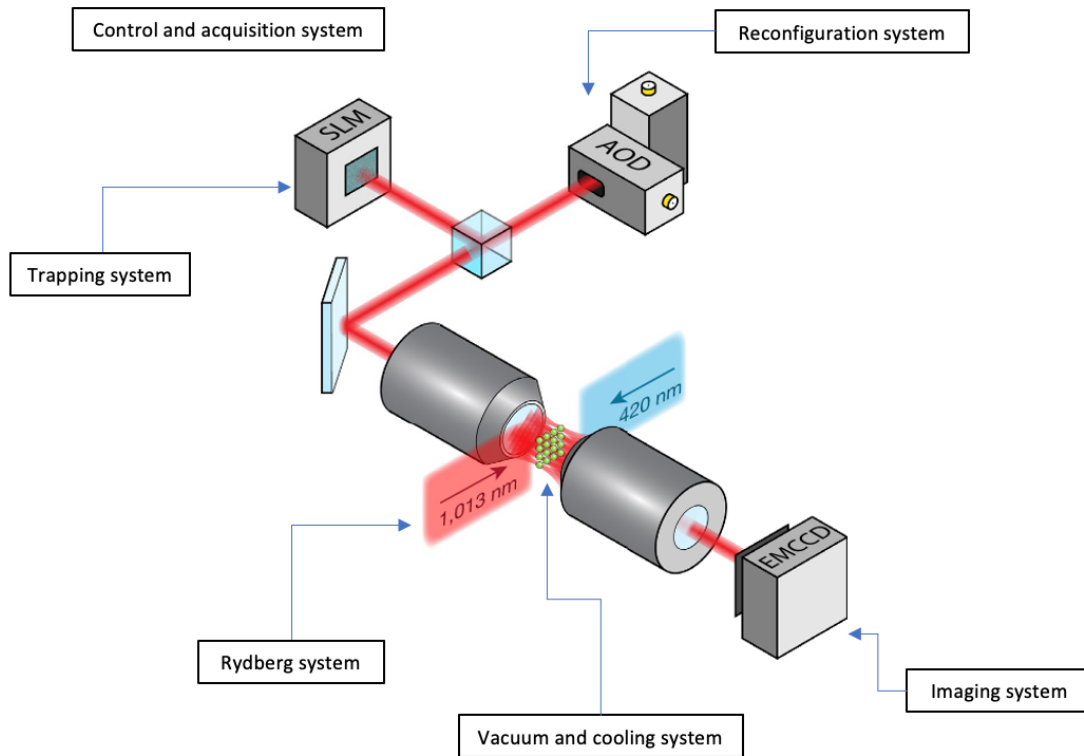 Control and acquisition system
Reconfiguration system
SLM
AOD
Trapping system
420 nm
1,013 nm
EMCCD
Rydberg system
Imaging system
Vacuum and cooling system